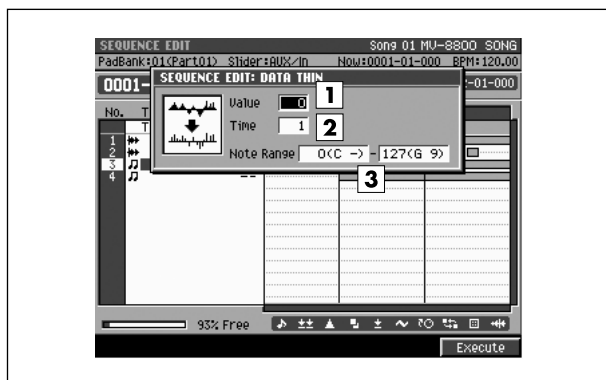 SEQUENCE EDIT Song 01 MV-8800 SONG
PadBank:01(Part01) Slider:AUX/In Now:0001-01-000 BPM:120.00
0001- SEQUENCE EDIT: DATA THIN -01-000
Value 0 1
Time 1 2
No. T
T
Note Range 0(C -) - 127(G 9)
3
1
2
3
4
93% Free
Execute